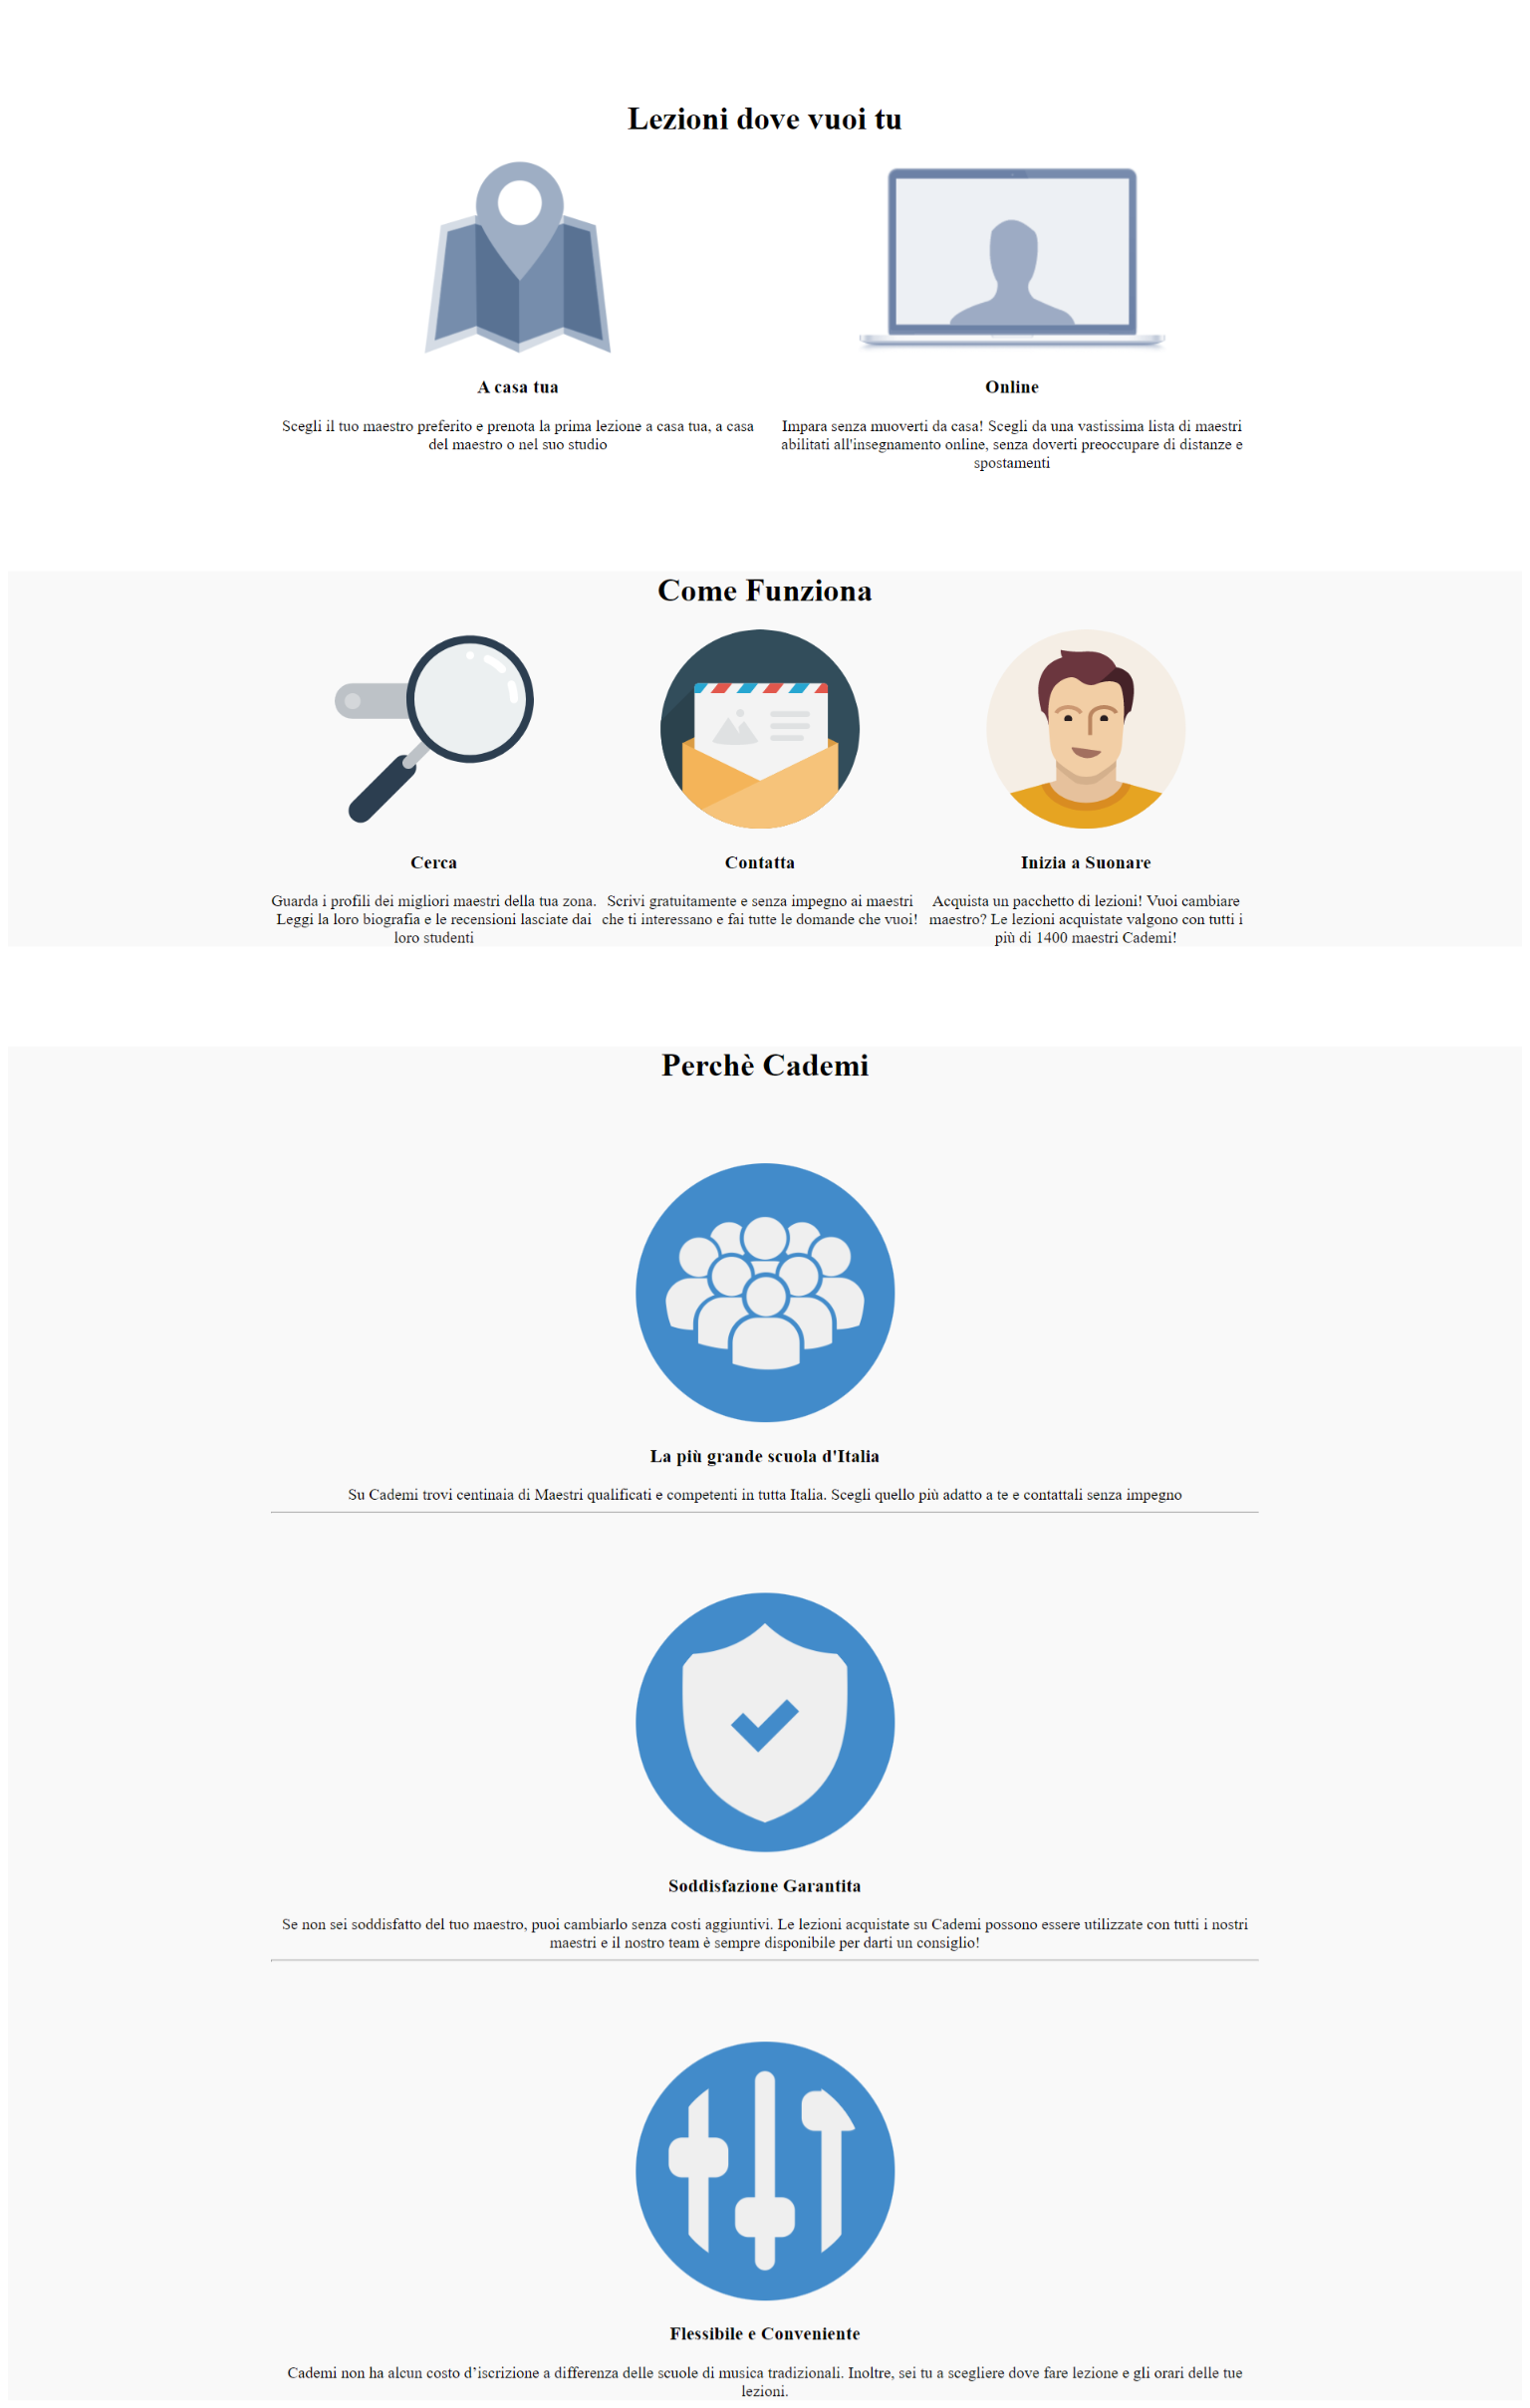 Lezioni dove vuoi tu
A casa tua
Scegli il tuo maestro preferito e prenota la prima lezione a casa tua, a casa
del maestro o nel suo studio
Online
Impara senza muoverti da casa! Scegli da una vastissima lista di maestri
abilitati all'insegnamento online, senza doverti preoccupare di distanze e
spostamenti
Come Funziona
Cerca
Guarda i profili dei migliori maestri della tua zona.
Leggi la loro biografia e le recensioni lasciate dai
loro studenti
Contatta
Scrivi gratuitamente e senza impegno ai maestri
che ti interessano e fai tutte le domande che vuoi!
Inizia a Suonare
Acquista un pacchetto di lezioni! Vuoi cambiare
maestro? Le lezioni acquistate valgono con tutti i
più di 1400 maestri Cademi!
Perchè Cademi
La più grande scuola d'Italia
Su Cademi trovi centinaia di Maestri qualificati e competenti in tutta Italia. Scegli quello più adatto a te e contattali senza impegno
Soddisfazione Garantita
Se non sei soddisfatto del tuo maestro, puoi cambiarlo senza costi aggiuntivi. Le lezioni acquistate su Cademi possono essere utilizzate con tutti i nostri
maestri e il nostro team è sempre disponibile per darti un consiglio!
Flessibile e Conveniente
Cademi non ha alcun costo d’iscrizione a differenza delle scuole di musica tradizionali. Inoltre, sei tu a scegliere dove fare lezione e gli orari delle tue
lezioni.